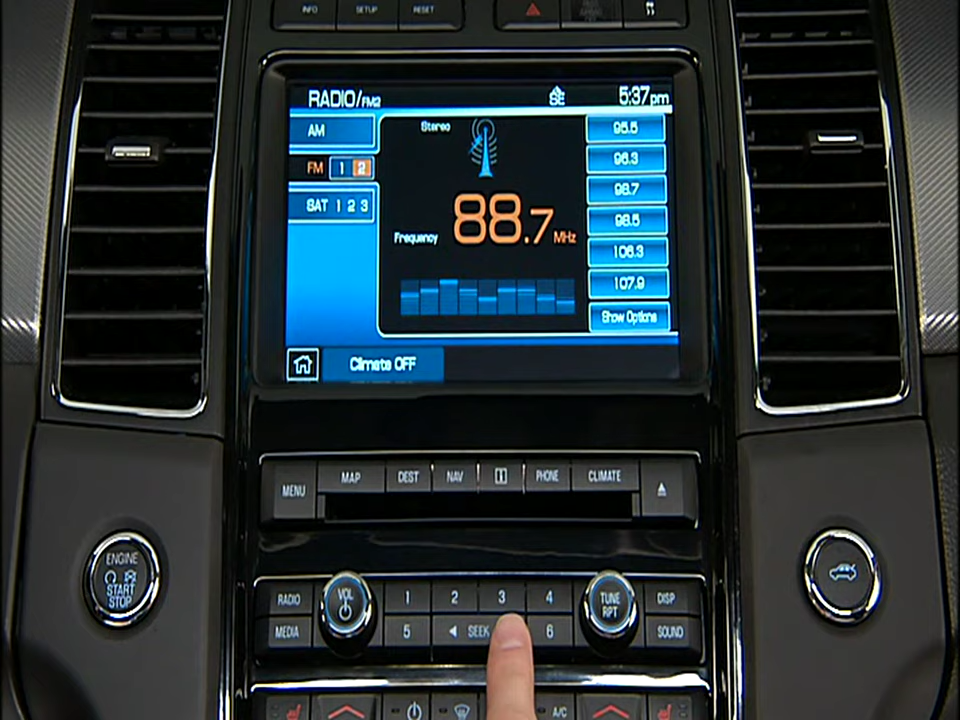 INFO SETUP RESET
RADIO/FM2 SE 5:37pm
AM
Stereo
95.5
FM 1 2
96.3
98.7
SAT 1 2 3
98.5
Frequency 88.7 MHz
106.3
107.9
Show Options
Climate OFF
MENU MAP DEST NAV PHONE CLIMATE
ENGINE
START
STOP
RADIO VOL 1 2 3 4 TUNE DISP
RPT
MEDIA 5 SEEK 6 SOUND
A/C